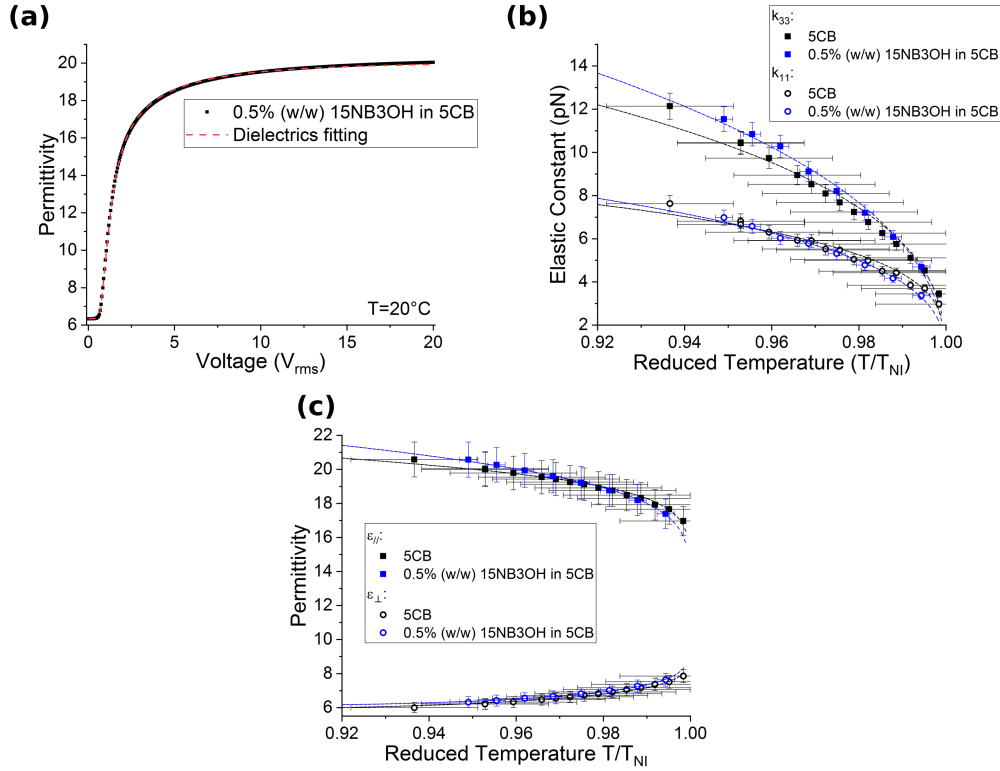 (a)
20
18
16
14
12
10
8
6
Permittivity
0.5% (w/w) 15NB3OH in 5CB
Dielectrics fitting
T=20°C
0 5 10 15 20
Voltage (Vrms)
(b)
k33:
5CB
0.5% (w/w) 15NB3OH in 5CB
k11:
5CB
0.5% (w/w) 15NB3OH in 5CB
14
12
10
8
6
4
2
Elastic Constant (pN)
0.92 0.94 0.96 0.98 1.00
Reduced Temperature (T/TNI)
(c)
22
20
18
16
14
12
10
8
6
Permittivity
ε//:
5CB
0.5% (w/w) 15NB3OH in 5CB
ε⊥:
5CB
0.5% (w/w) 15NB3OH in 5CB
0.92 0.94 0.96 0.98 1.00
Reduced Temperature T/TNI